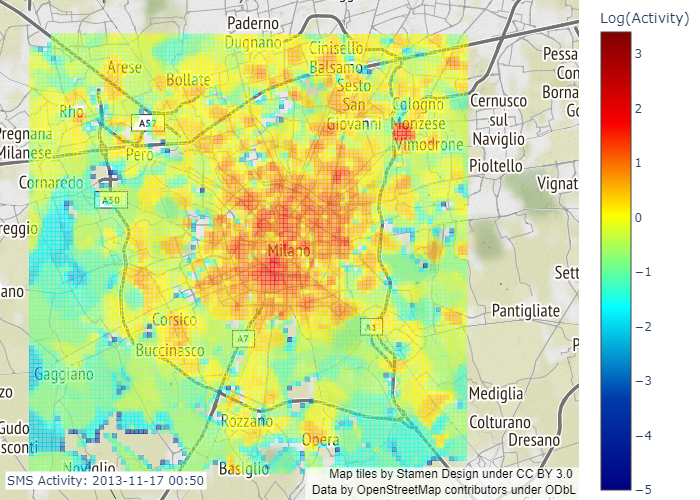 Log(Activity)
3
2
1
0
−1
−2
−3
−4
−5
Paderno
Dugnano
Cinisello
Balsamo
Arese
Bollate
Sesto
San
Giovanni
Cologno
Monzese
Vimodrone
Cernusco
sul
Naviglio
Pioltello
Pessa
Con
Borna
Go
Rho
A52
Pregnana
Milanese
Pero
Cornaredo
A50
Vignat
reggio
Milano
Sett
ano
Pantigliate
Corsico
A7
A1
P
Buccinasco
Gaggiano
zo
Mediglia
Rozzano
Colturano
Gudo
Opera
Dresano
sconti
Noviglio
Basiglio
SMS Activity: 2013-11-17 00:50
Map tiles by Stamen Design under CC BY 3.0
Data by OpenStreetMap contributors under ODbL